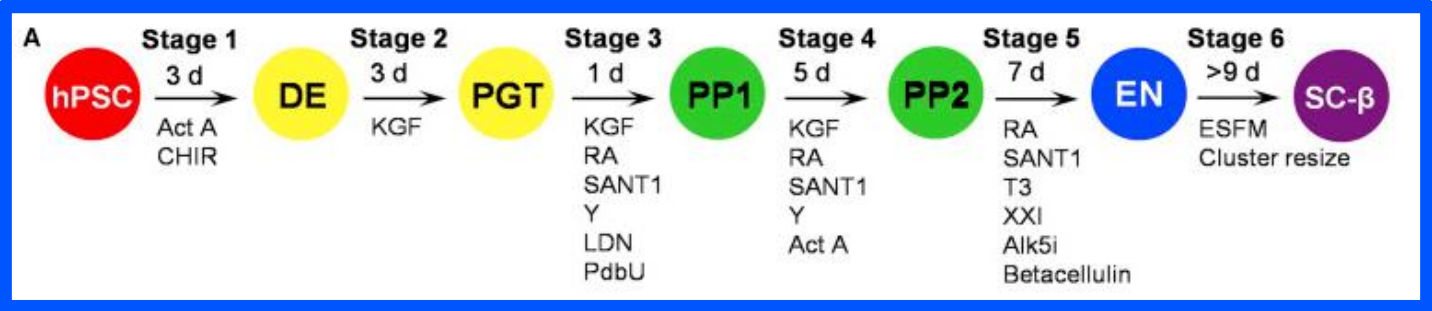 A
Stage 1
Stage 2
Stage 3
Stage 4
Stage 5
Stage 6
3 d
3 d
1 d
5 d
7 d
>9 d
hPSC
DE
PGT
PP1
PP2
EN
SC-β
Act A
CHIR
KGF
KGF
RA
SANT1
Y
LDN
PdbU
KGF
RA
SANT1
Y
Act A
RA
SANT1
T3
XXI
Alk5i
Betacellulin
ESFM
Cluster resize